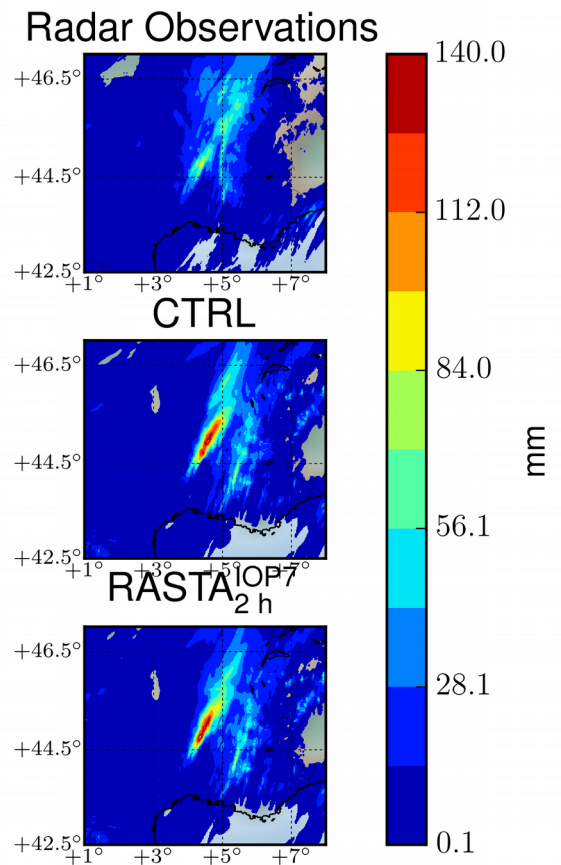 Radar Observations
+46.5°
+44.5°
+42.5°
+1° +3° +5° +7°
CTRL
+46.5°
+44.5°
+42.5°
+1° +3° +5° +7°
RASTA IOP7 2 h
+46.5°
+44.5°
+42.5°
+1° +3° +5° +7°
140.0
112.0
84.0
56.1
28.1
0.1
mm